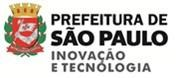 PREFEITURA DE
SÃO PAULO
INOVAÇÃO
E TECNOLOGIA